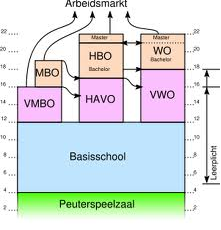 Arbeidsmarkt
22
20
18
16
14
12
10
8
6
4
2
Master
HBO
Bachelor
Master
WO
Bachelor
MBO
VMBO
HAVO
VWO
Basisschool
Peuterspeelzaal
22
20
18
16
14
12
10
8
6
4
2
Leerplicht